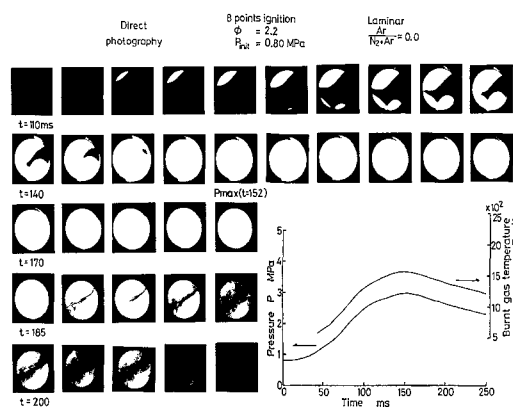 Direct
photography
8 points ignition
Φ = 2.2
Pinit = 0.80 MPa
Laminar
Ar
N2+Ar =0.0
t=110ms
t=140
Pmax(t=152)
t=170
t=185
t=200
5
4
3
2
1
0
Pressure P MPa
×10²
25
20
15
10
5
Burnt gas temperature
0 50 100 150 200 250
Time ms